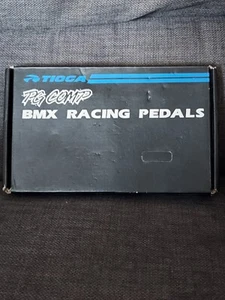 TIOGA
PG COMP
BMX RACING PEDALS